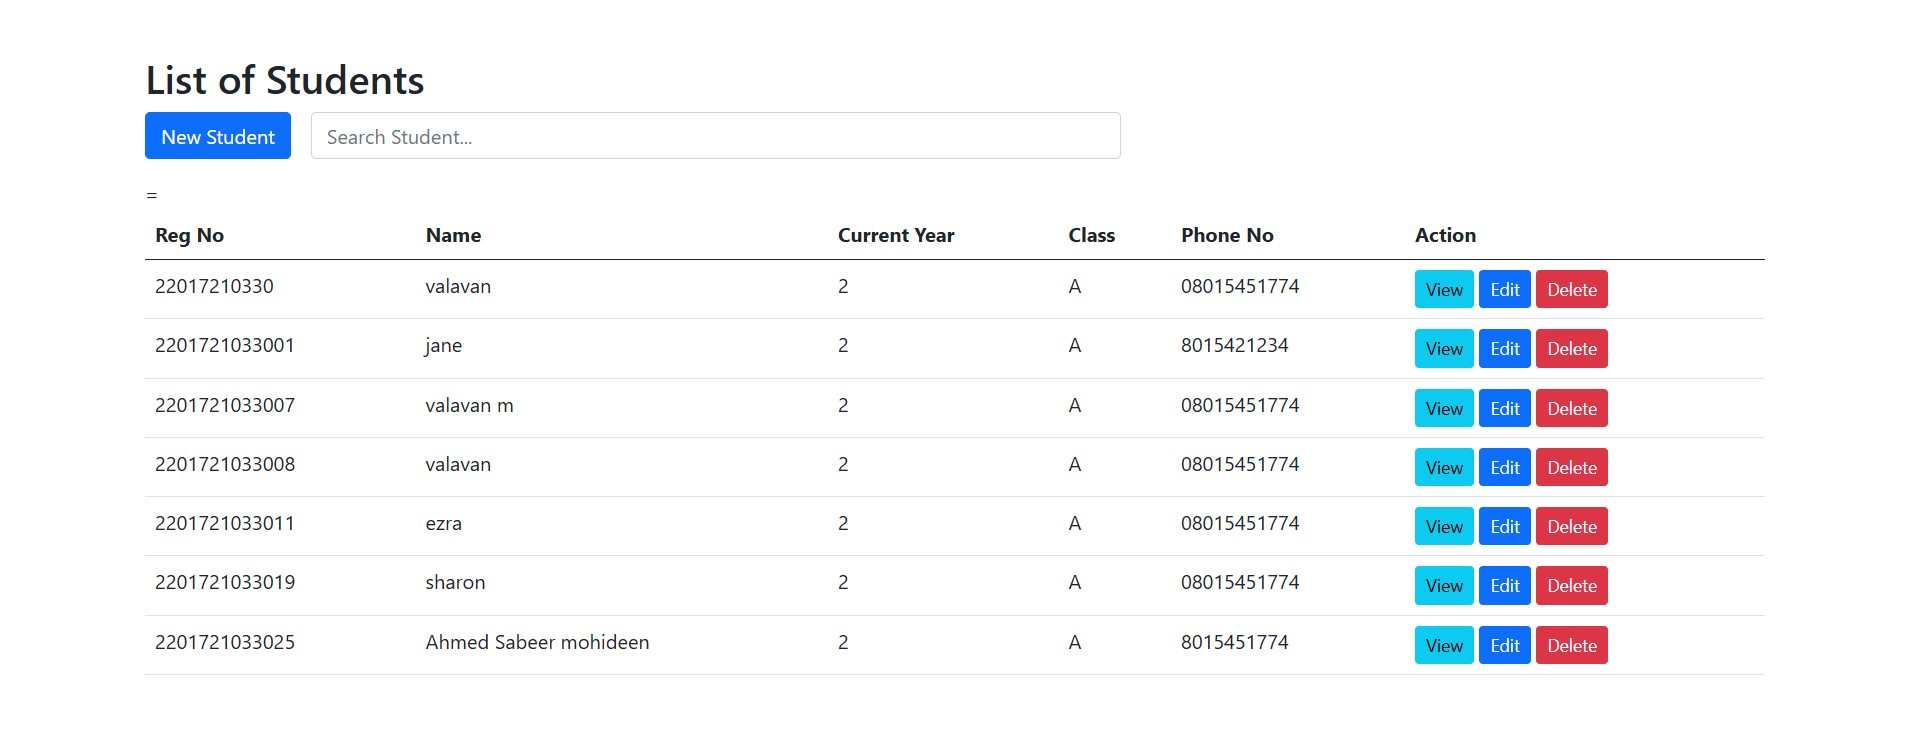 List of Students
New Student Search Student...
=
Reg No Name Current Year Class Phone No Action
22017210330 valavan 2 A 08015451774 View Edit Delete
2201721033001 jane 2 A 8015421234 View Edit Delete
2201721033007 valavan m 2 A 08015451774 View Edit Delete
2201721033008 valavan 2 A 08015451774 View Edit Delete
2201721033011 ezra 2 A 08015451774 View Edit Delete
2201721033019 sharon 2 A 08015451774 View Edit Delete
2201721033025 Ahmed Sabeer mohideen 2 A 8015451774 View Edit Delete